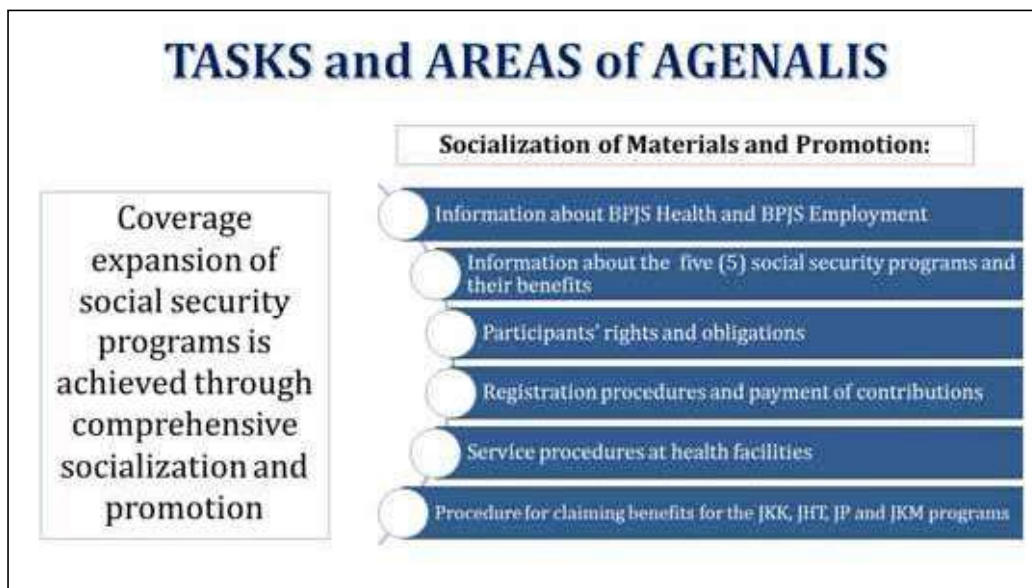 TASKS and AREAS of AGENALIS
Socialization of Materials and Promotion:
Coverage
expansion of
social security
programs is
achieved through
comprehensive
socialization and
promotion
Information about BPJS Health and BPJS Employment
Information about the five (5) social security programs and
their benefits
Participants' rights and obligations
Registration procedures and payment of contributions
Service procedures at health facilities
Procedure for claiming benefits for the JKK, JHT, JP and JKM programs